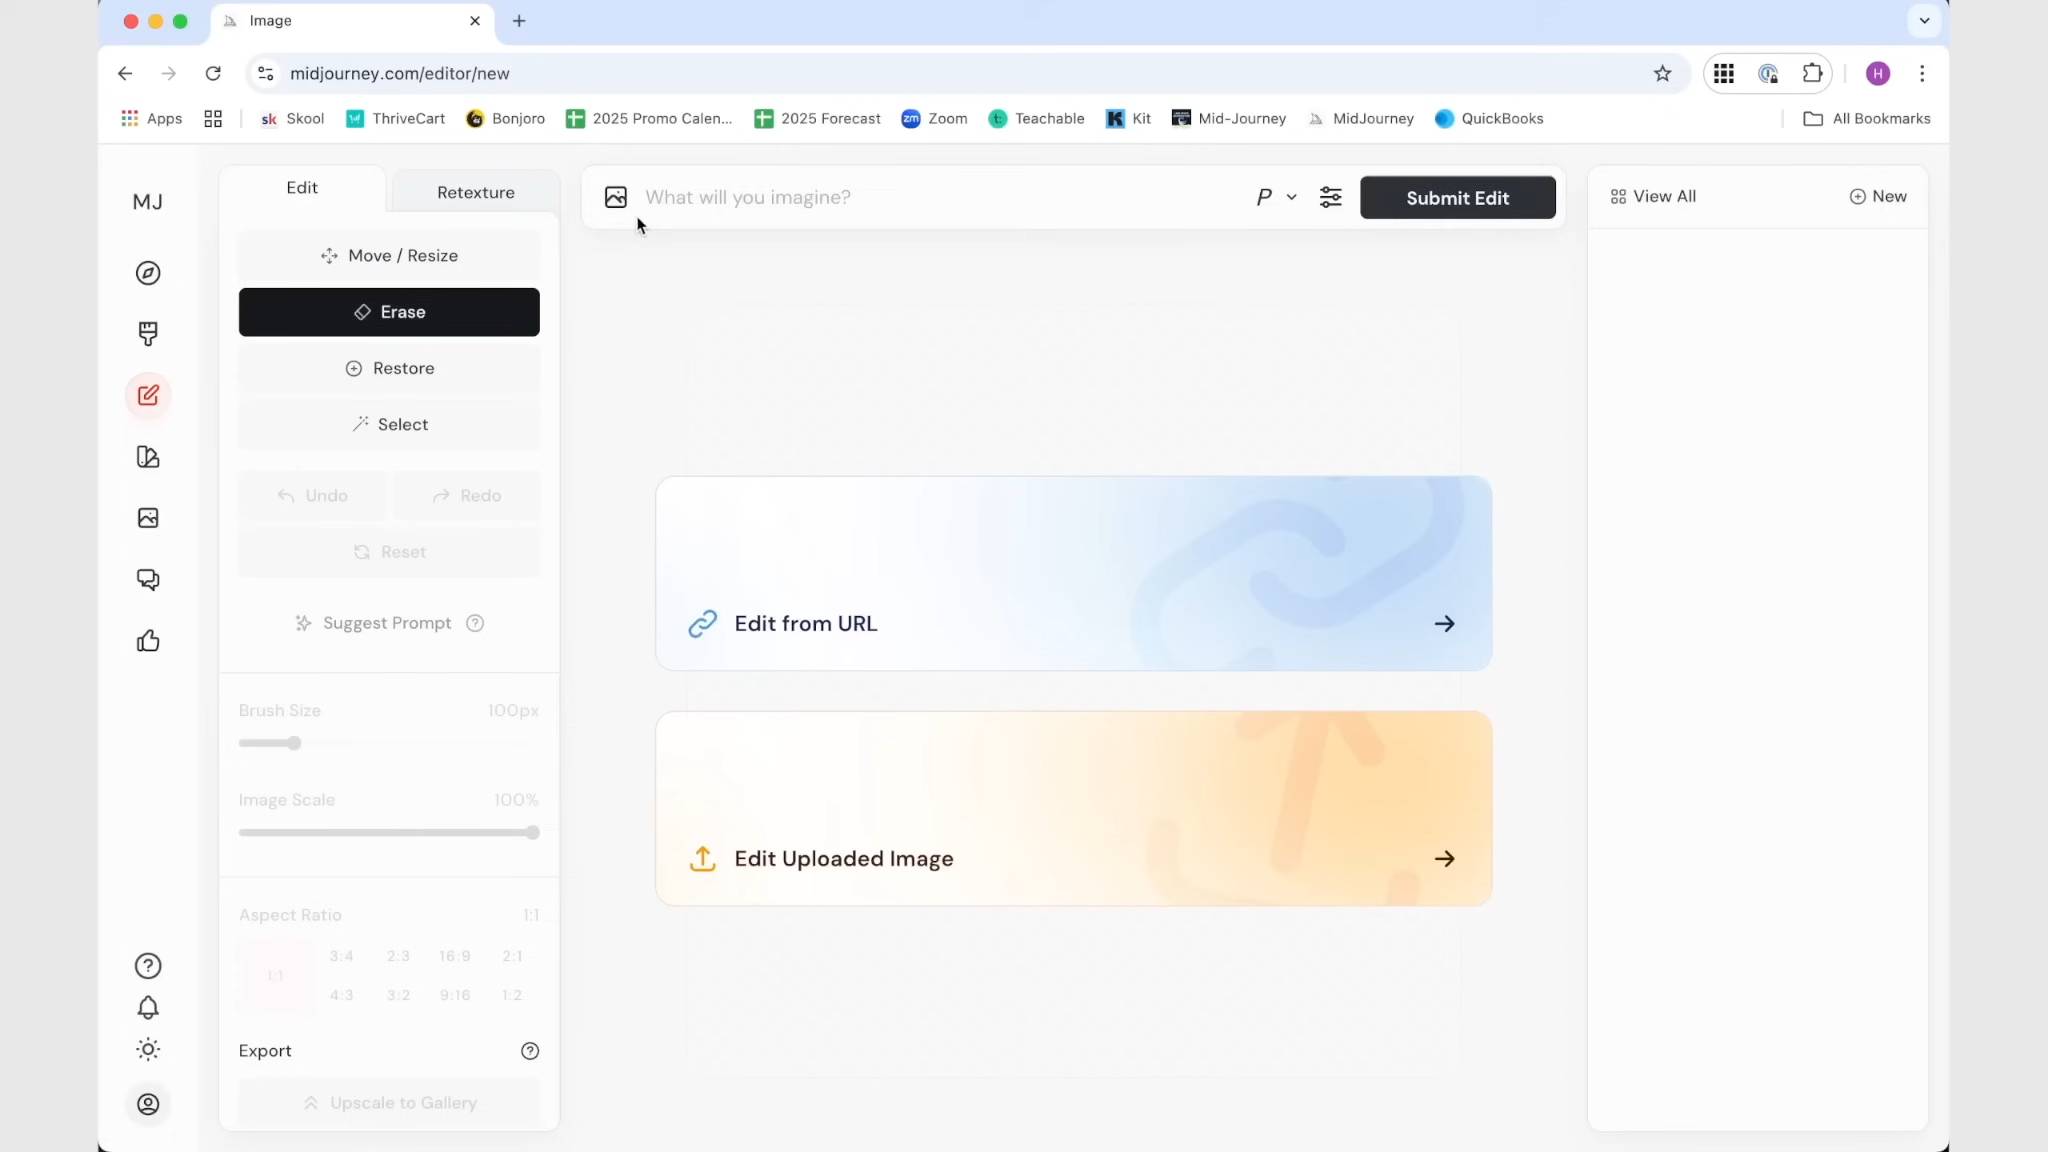 Image
midjourney.com/editor/new
H
Apps
sk Skool
ThriveCart
Bonjoro
2025 Promo Calen...
2025 Forecast
zm Zoom
t: Teachable
K Kit
Mid-Journey
MidJourney
QuickBooks
All Bookmarks
MJ
Edit
Retexture
Move / Resize
Erase
Restore
Select
Undo
Redo
Reset
Suggest Prompt
Brush Size 100px
Image Scale 100%
Aspect Ratio 1:1
1:1
3:4 2:3 16:9 2:1
4:3 3:2 9:16 1:2
Export
Upscale to Gallery
What will you imagine?
P
Submit Edit
Edit from URL
Edit Uploaded Image
View All
New